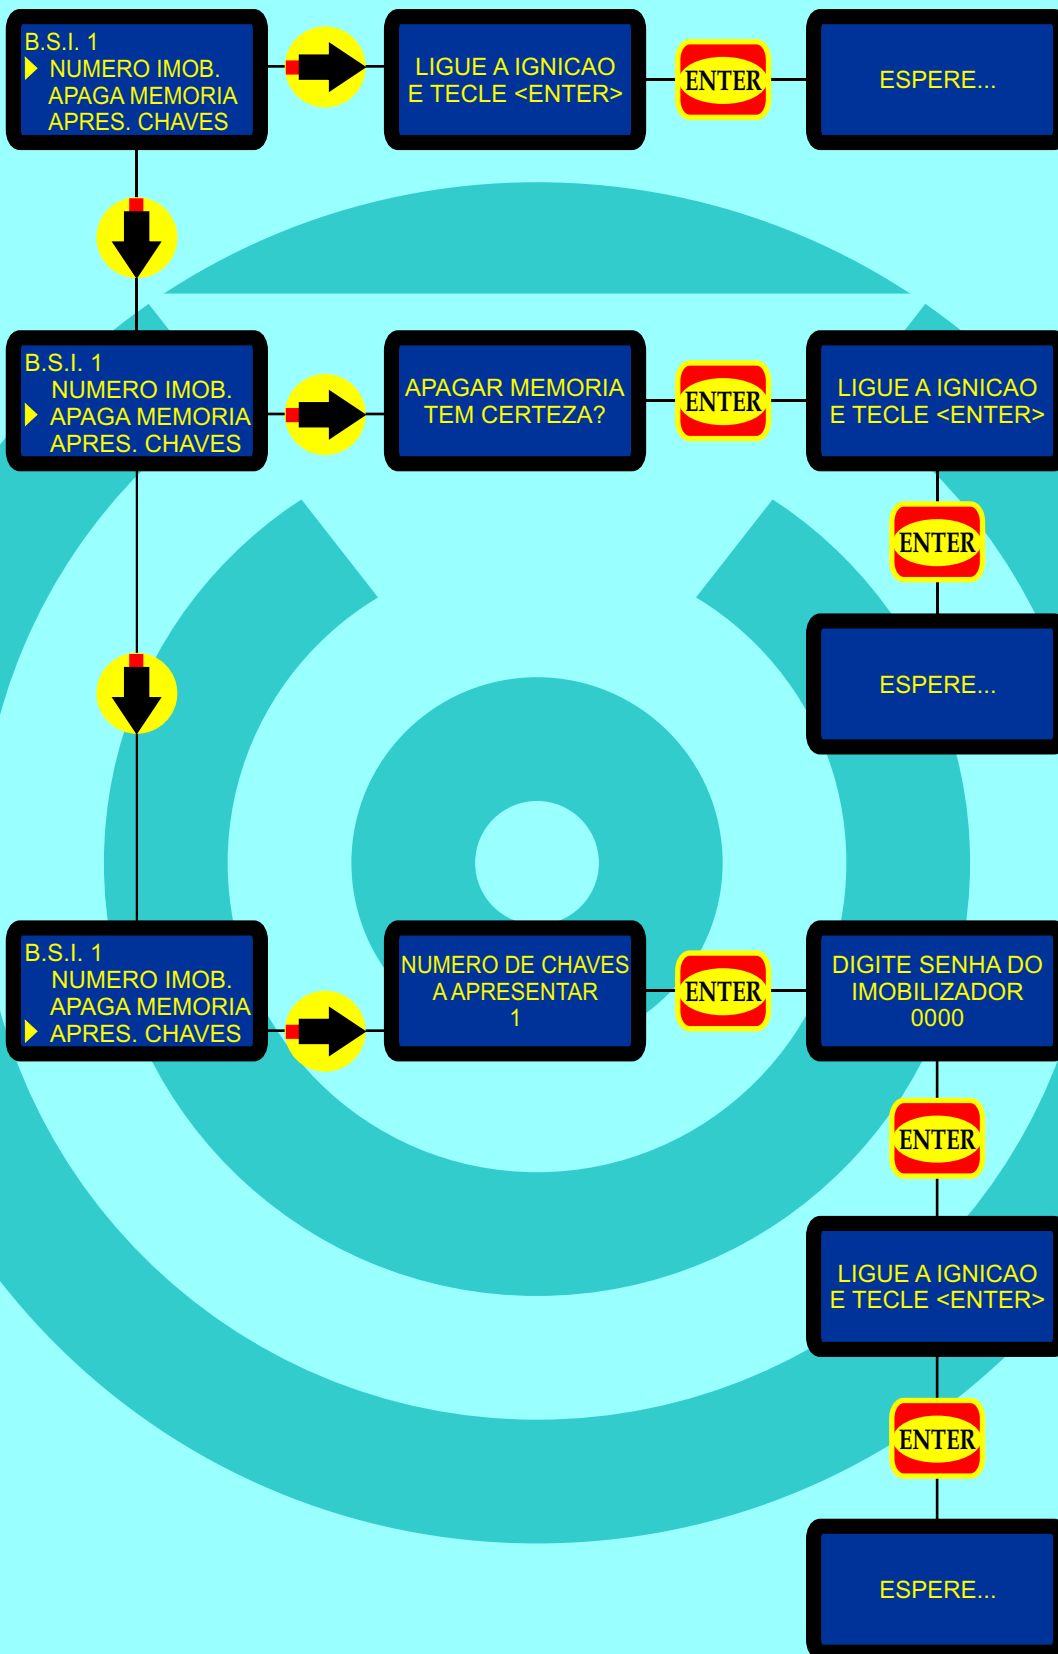 B.S.I. 1
NUMERO IMOB.
APAGA MEMORIA
APRES. CHAVES
LIGUE A IGNICAO
E TECLE <ENTER>
ENTER
ESPERE...
B.S.I. 1
NUMERO IMOB.
APAGA MEMORIA
APRES. CHAVES
APAGAR MEMORIA
TEM CERTEZA?
ENTER
LIGUE A IGNICAO
E TECLE <ENTER>
ENTER
ESPERE...
B.S.I. 1
NUMERO IMOB.
APAGA MEMORIA
APRES. CHAVES
NUMERO DE CHAVES
A APRESENTAR
1
ENTER
DIGITE SENHA DO
IMOBILIZADOR
0000
ENTER
LIGUE A IGNICAO
E TECLE <ENTER>
ENTER
ESPERE...